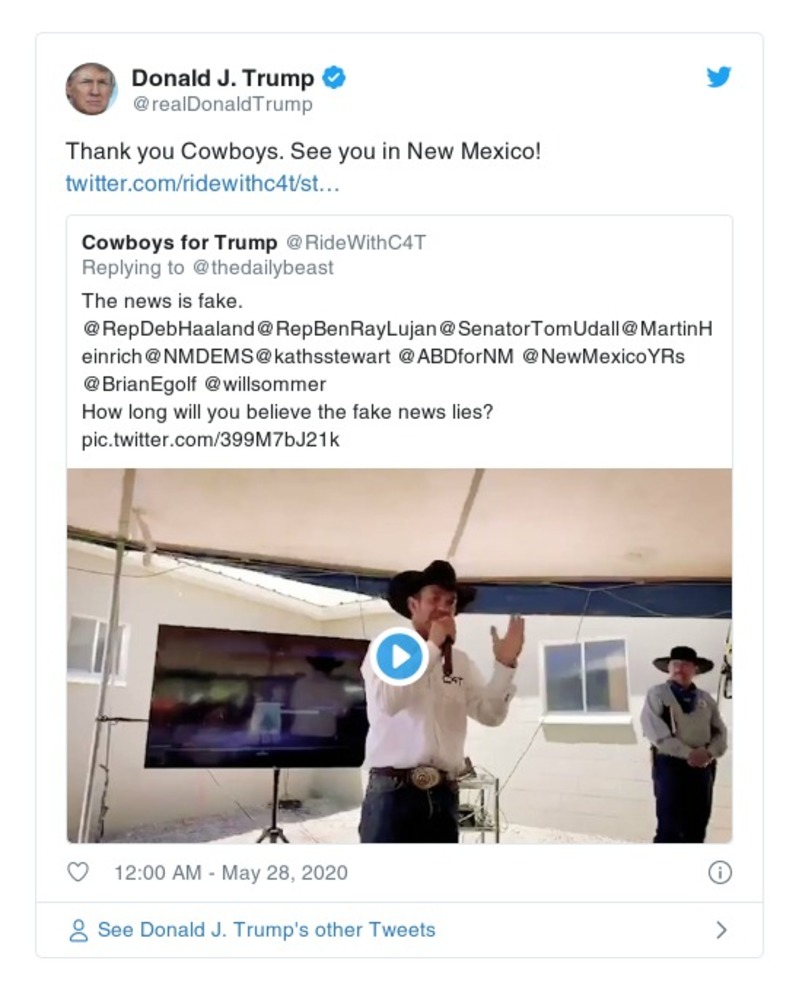 Donald J. Trump
@realDonaldTrump
Thank you Cowboys. See you in New Mexico!
twitter.com/ridewithc4t/st…
Cowboys for Trump @RideWithC4T
Replying to @thedailybeast
The news is fake.
@RepDebHaaland@RepBenRayLujan@SenatorTomUdall@MartinH
einrich@NMDEMS@kathsstewart @ABDforNM @NewMexicoYRs
@BrianEgolf @willsommer
How long will you believe the fake news lies?
pic.twitter.com/399M7bJ21k
C4T
12:00 AM - May 28, 2020
See Donald J. Trump's other Tweets